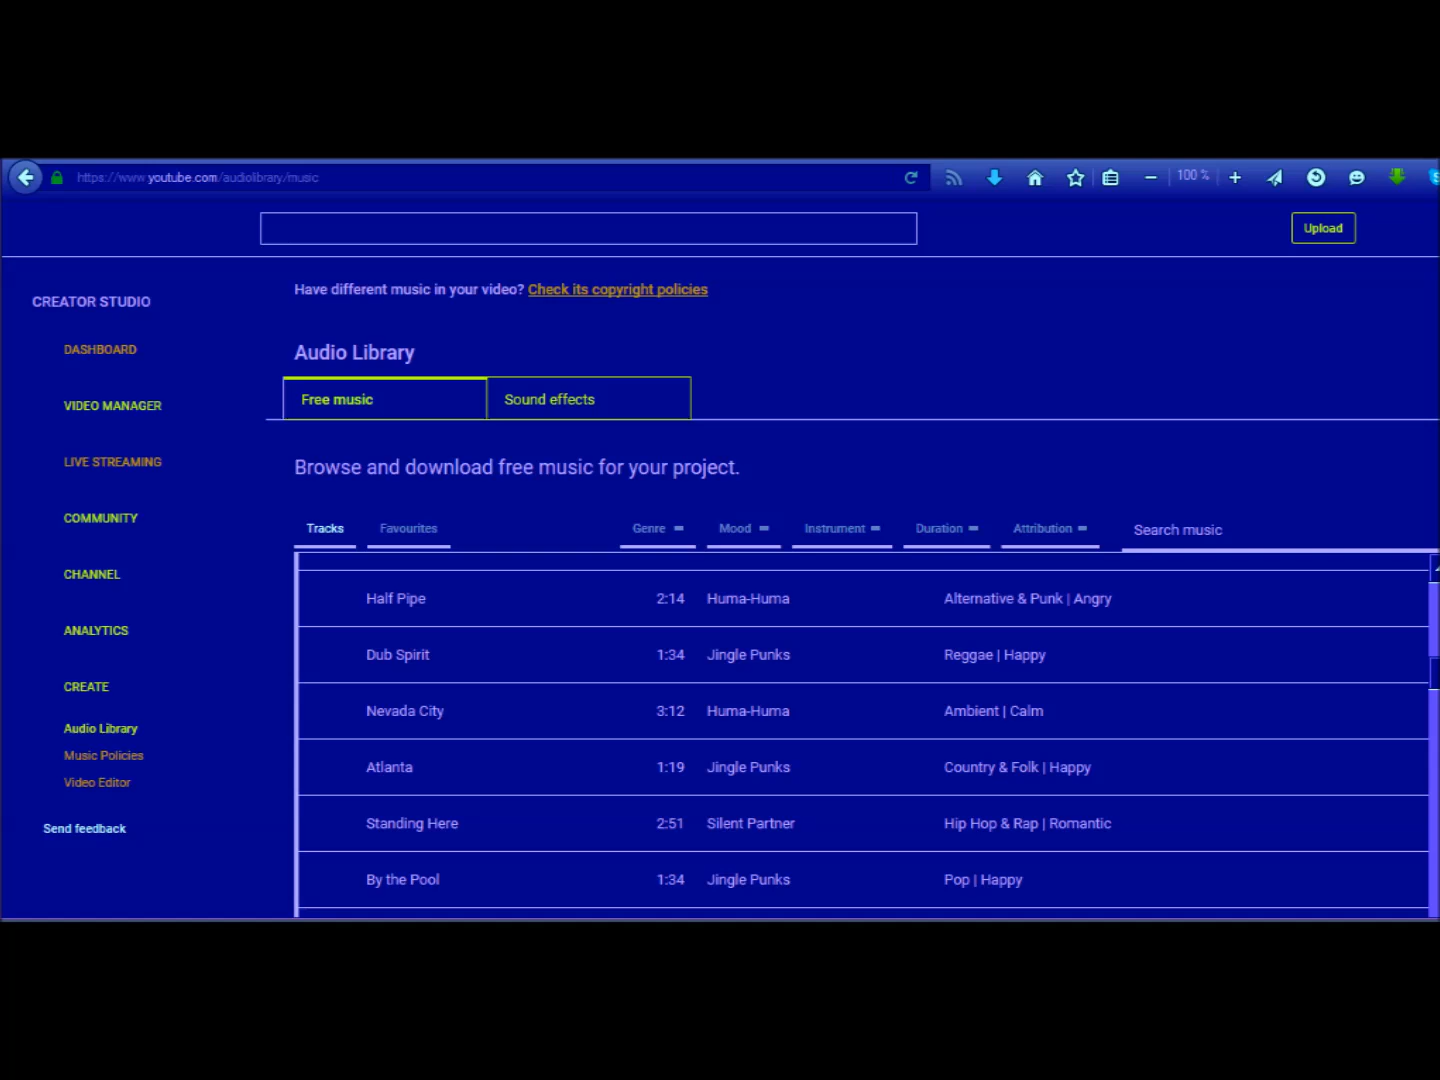 https://www.youtube.com/audiolibrary/music
100 %
Upload
Have different music in your video? Check its copyright policies
CREATOR STUDIO
DASHBOARD
VIDEO MANAGER
LIVE STREAMING
COMMUNITY
CHANNEL
ANALYTICS
CREATE
Audio Library
Music Policies
Video Editor
Send feedback
Audio Library
Free music Sound effects
Browse and download free music for your project.
Tracks Favourites Genre Mood Instrument Duration Attribution Search music
Half Pipe 2:14 Huma-Huma Alternative & Punk | Angry
Dub Spirit 1:34 Jingle Punks Reggae | Happy
Nevada City 3:12 Huma-Huma Ambient | Calm
Atlanta 1:19 Jingle Punks Country & Folk | Happy
Standing Here 2:51 Silent Partner Hip Hop & Rap | Romantic
By the Pool 1:34 Jingle Punks Pop | Happy